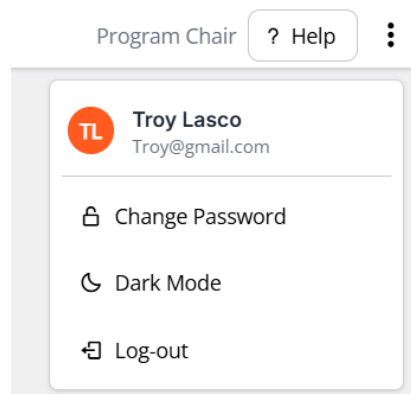 Program Chair ? Help
TL
Troy Lasco
Troy@gmail.com
Change Password
Dark Mode
Log-out